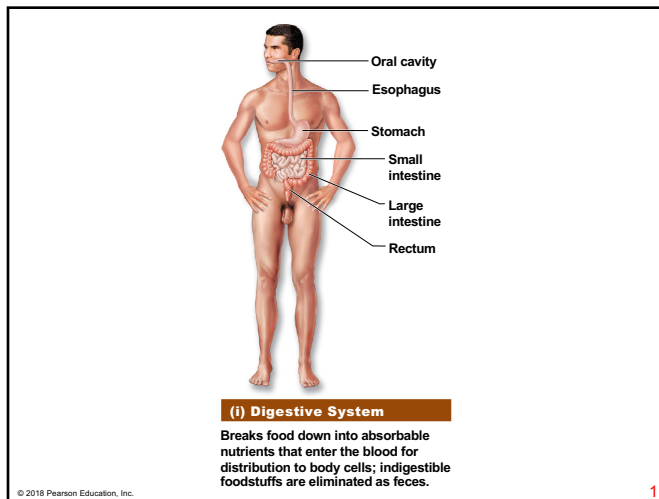 Oral cavity
Esophagus
Stomach
Small
intestine
Large
intestine
Rectum
(i) Digestive System
Breaks food down into absorbable
nutrients that enter the blood for
distribution to body cells; indigestible
foodstuffs are eliminated as feces.
© 2018 Pearson Education, Inc.
1